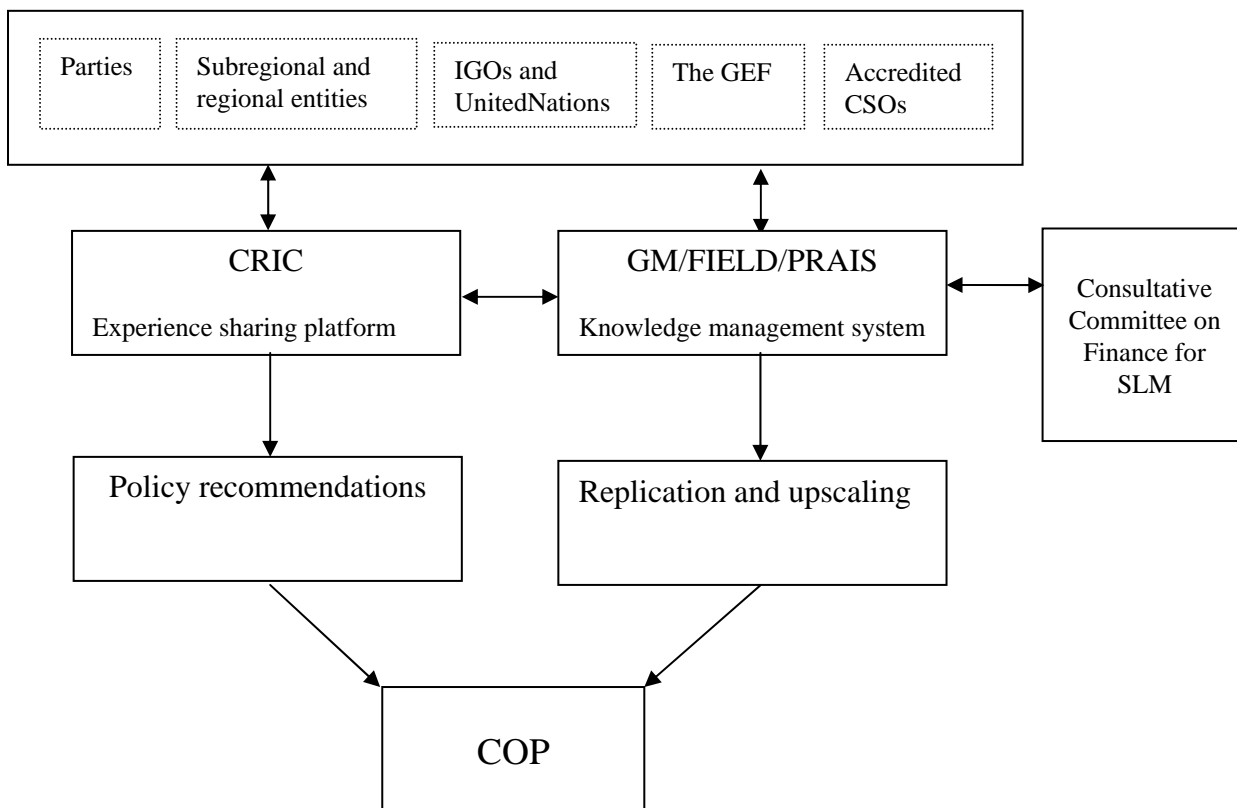 Parties
Subregional and
regional entities
IGOs and
UnitedNations
The GEF
Accredited
CSOs
CRIC
Experience sharing platform
GM/FIELD/PRAIS
Knowledge management system
Consultative
Committee on
Finance for
SLM
Policy recommendations
Replication and upscaling
COP